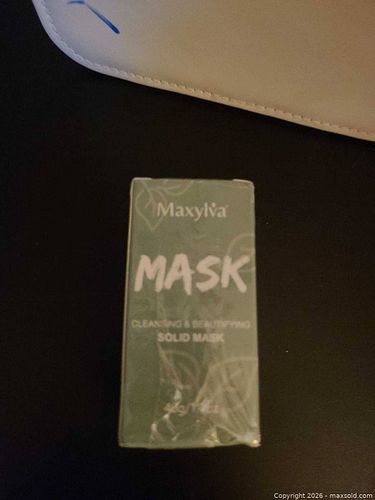 Maxylva
MASK
CLEANSING & BEAUTIFYING
SOLID MASK
Copyright 2026 - maxsold.com